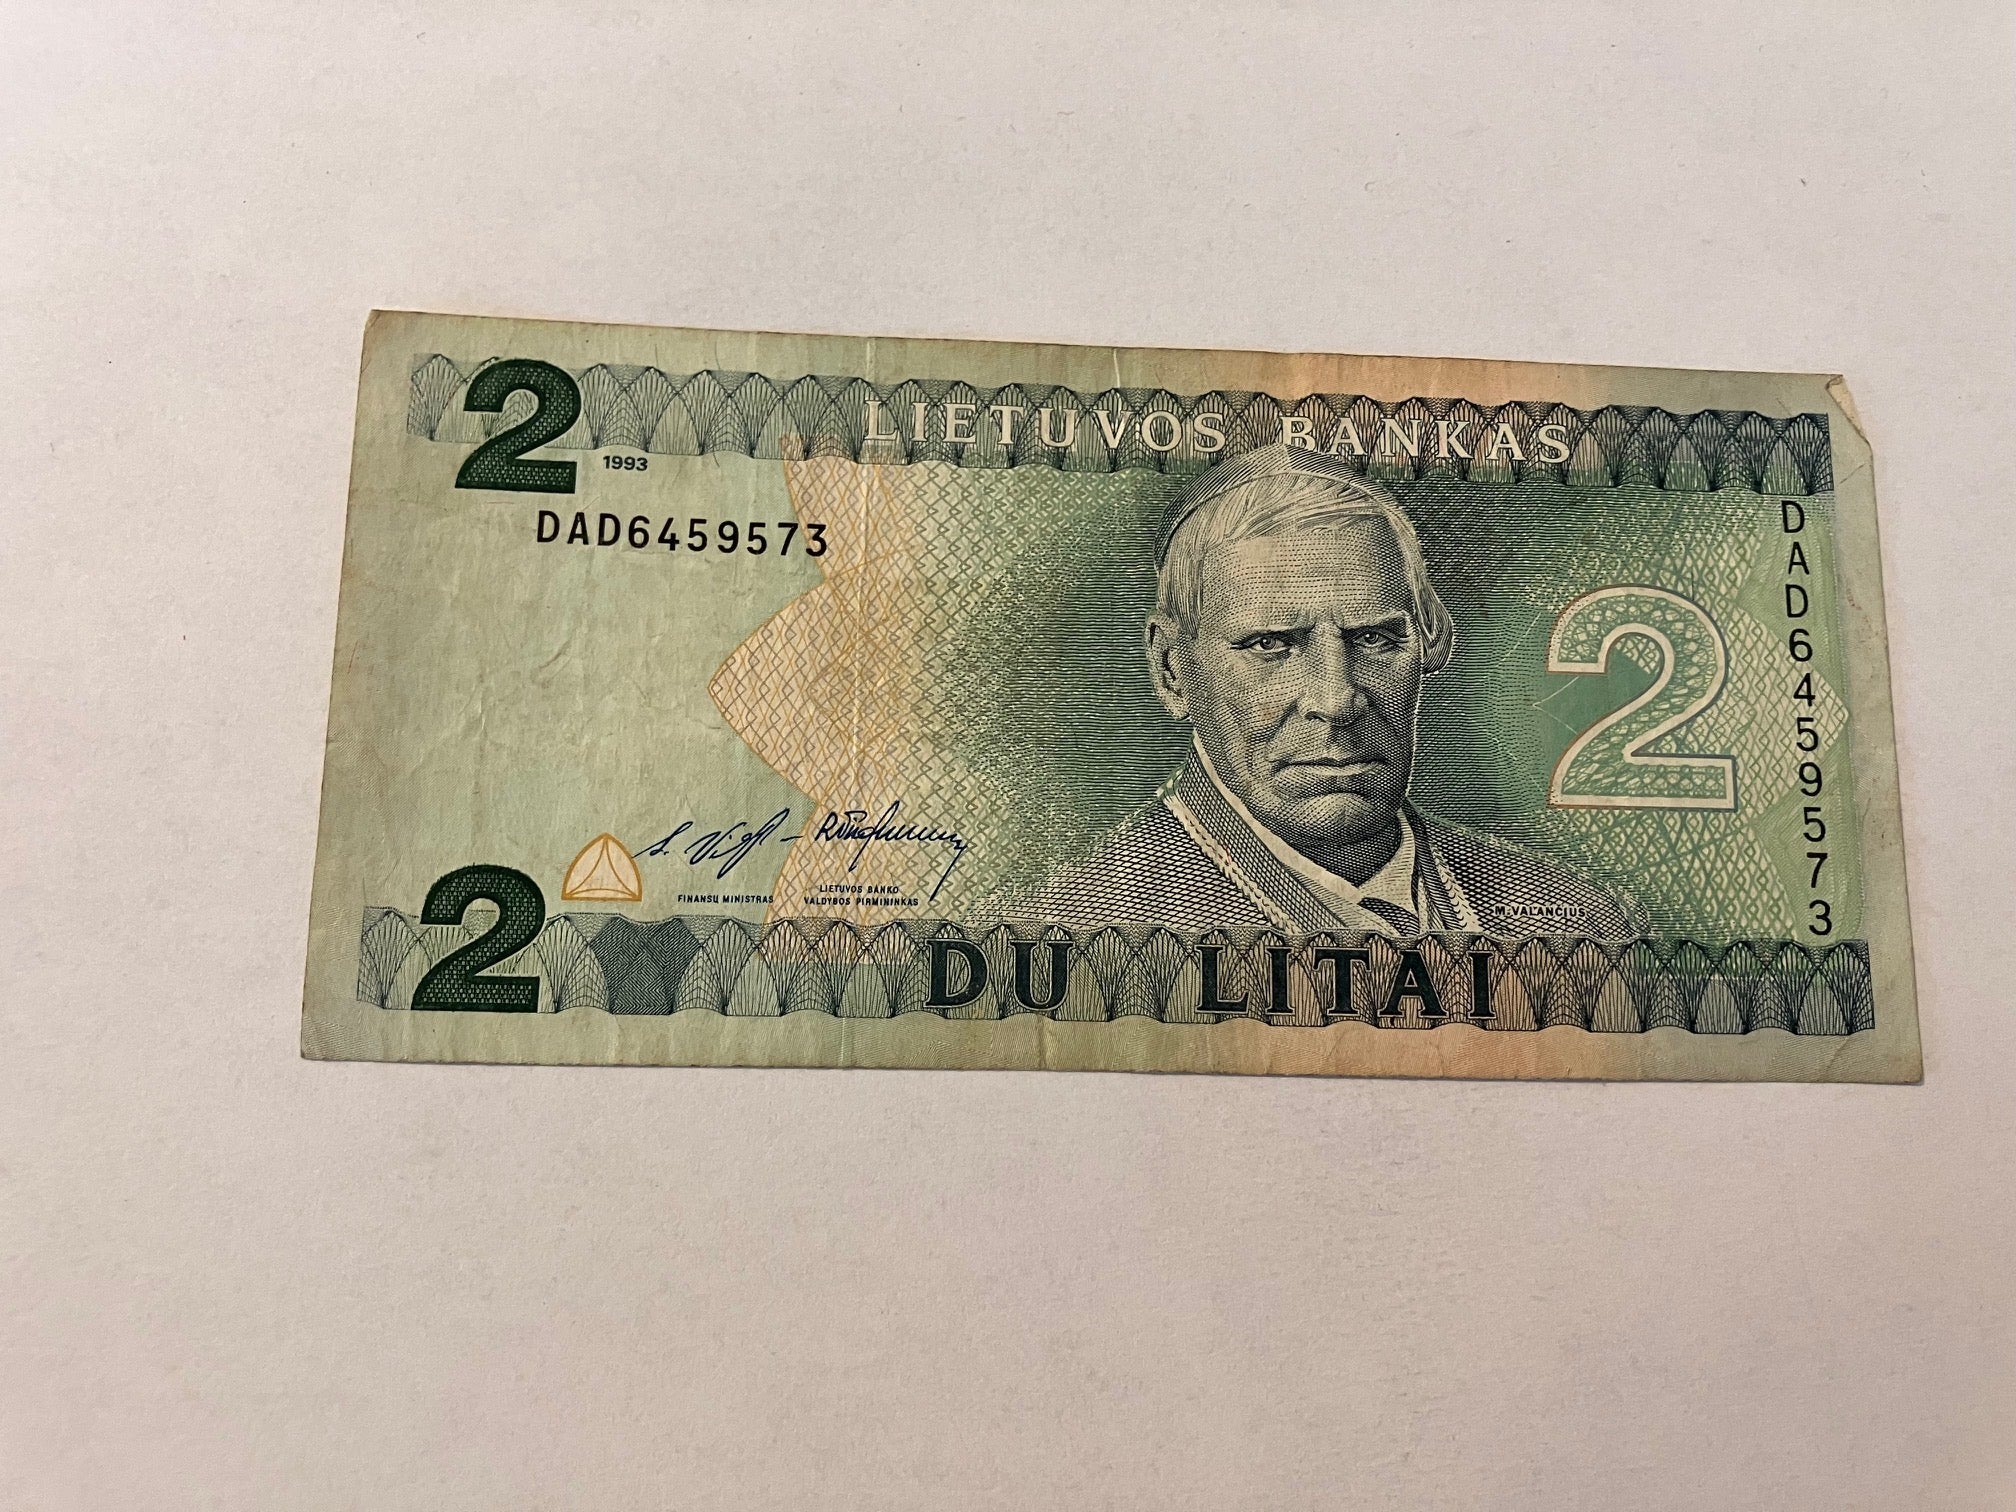 2
1993
LIETUVOS BANKAS
DAD6459573
DAD6459573
2
FINANSŲ MINISTRAS
LIETUVOS BANKO
VALDYBOS PIRMININKAS
M.VALANČIUS
2
DU LITAI